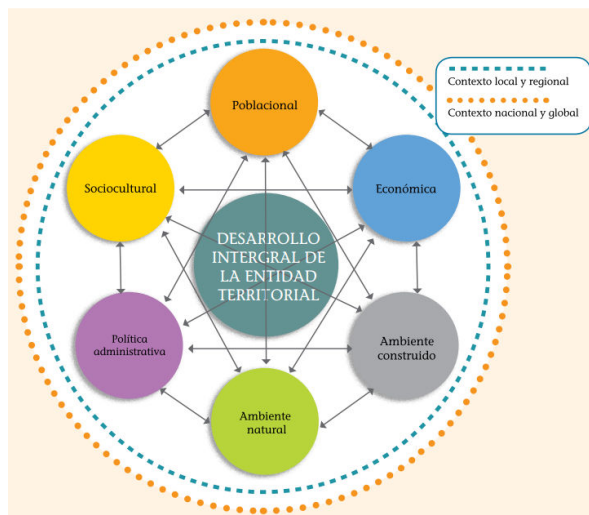 Poblacional
Contexto local y regional
Contexto nacional y global
Sociocultural
Económica
DESARROLLO
INTERGRAL DE
LA ENTIDAD
TERRITORIAL
Política
administrativa
Ambiente
construido
Ambiente
natural